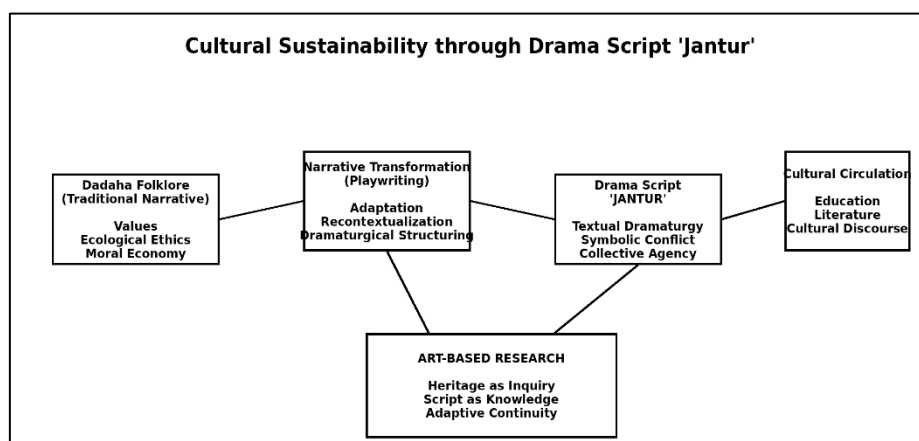 Cultural Sustainability through Drama Script 'Jantur'
Dadaha Folklore
(Traditional Narrative)
Values
Ecological Ethics
Moral Economy
Narrative Transformation
(Playwriting)
Adaptation
Recontextualization
Dramaturgical Structuring
Drama Script
'JANTUR'
Textual Dramaturgy
Symbolic Conflict
Collective Agency
Cultural Circulation
Education
Literature
Cultural Discourse
ART-BASED RESEARCH
Heritage as Inquiry
Script as Knowledge
Adaptive Continuity